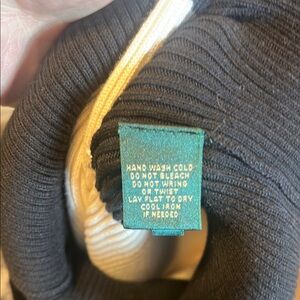 HAND WASH COLD
DO NOT BLEACH
DO NOT WRING
OR TWIST
LAY FLAT TO DRY
COOL IRON
IF NEEDED